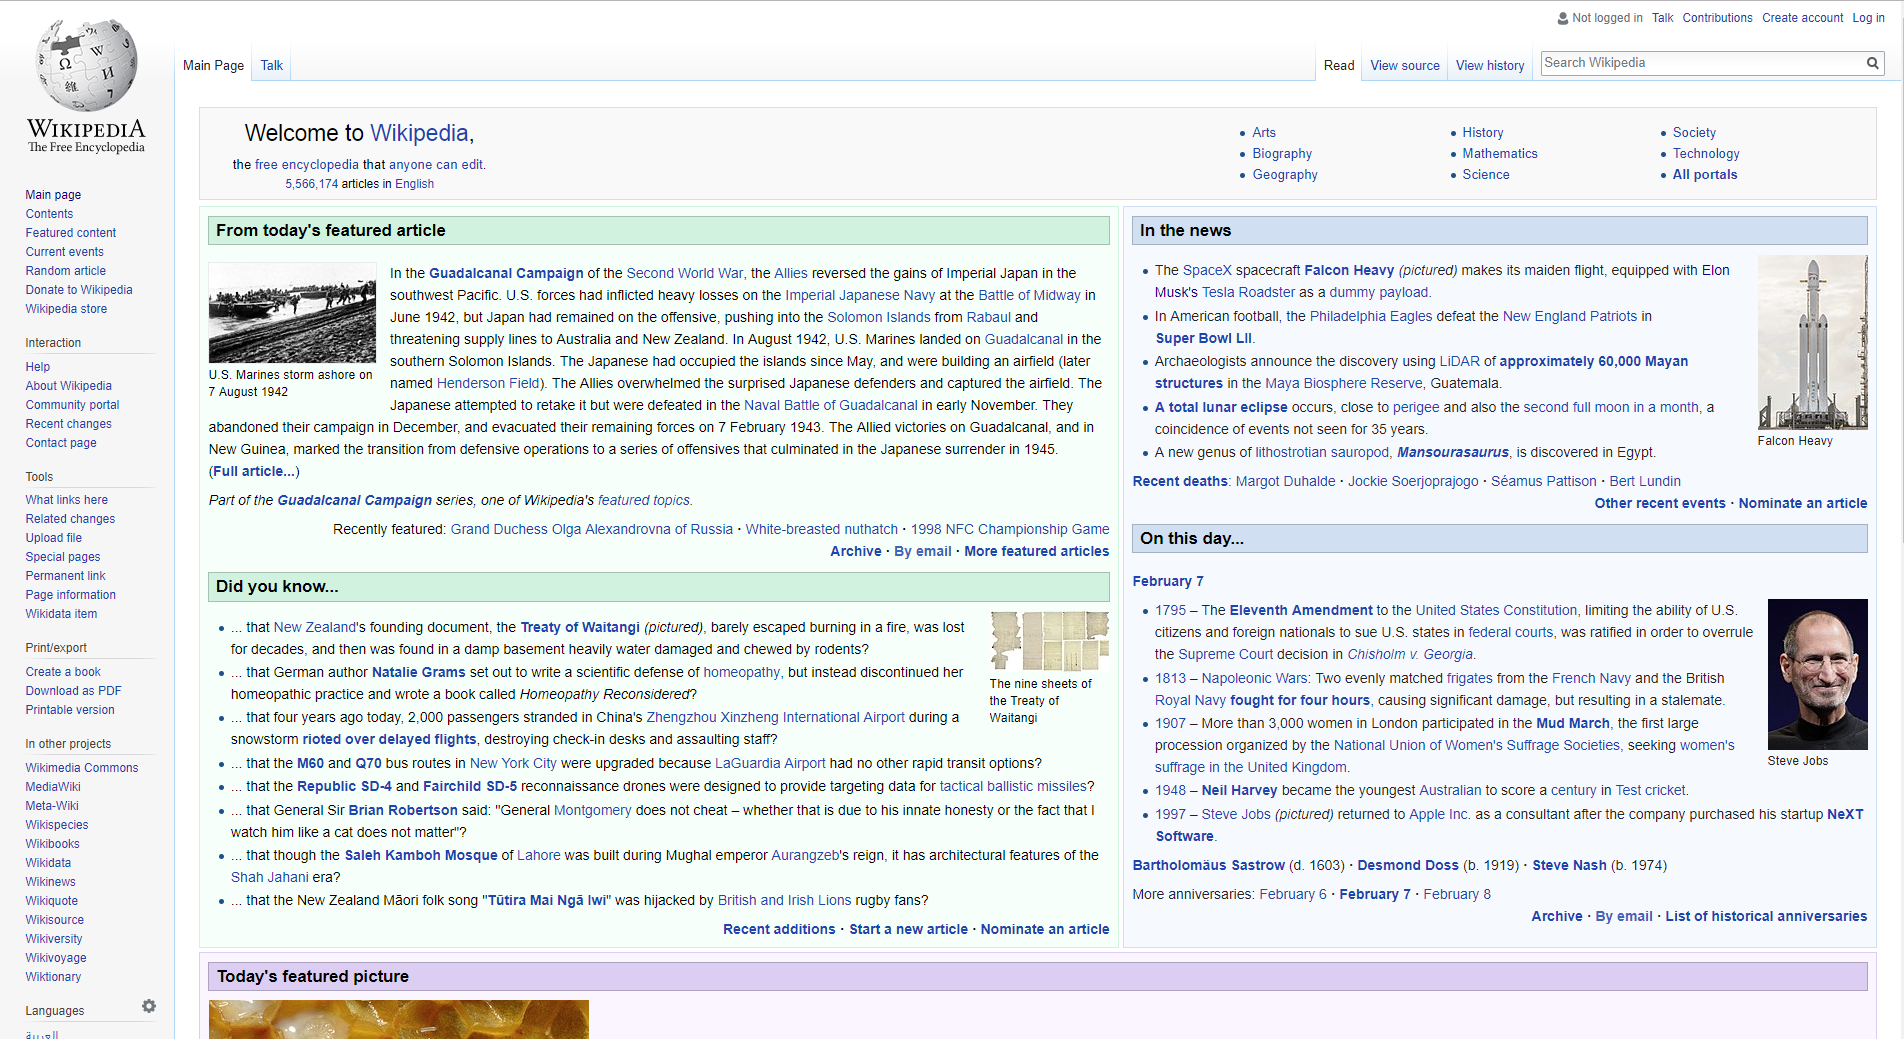 Not logged in Talk Contributions Create account Log in
Main Page Talk
Read View source View history Search Wikipedia
WIKIPEDIA
The Free Encyclopedia
Main page
Contents
Featured content
Current events
Random article
Donate to Wikipedia
Wikipedia store
Interaction
Help
About Wikipedia
Community portal
Recent changes
Contact page
Tools
What links here
Related changes
Upload file
Special pages
Permanent link
Page information
Wikidata item
Print/export
Create a book
Download as PDF
Printable version
In other projects
Wikimedia Commons
MediaWiki
Meta-Wiki
Wikispecies
Wikibooks
Wikidata
Wikinews
Wikiquote
Wikisource
Wikiversity
Wikivoyage
Wiktionary
Languages
العربية
Welcome to Wikipedia,
the free encyclopedia that anyone can edit.
5,566,174 articles in English
Arts
Biography
Geography
History
Mathematics
Science
Society
Technology
All portals
From today's featured article
U.S. Marines storm ashore on
7 August 1942
In the Guadalcanal Campaign of the Second World War, the Allies reversed the gains of Imperial Japan in the
southwest Pacific. U.S. forces had inflicted heavy losses on the Imperial Japanese Navy at the Battle of Midway in
June 1942, but Japan had remained on the offensive, pushing into the Solomon Islands from Rabaul and
threatening supply lines to Australia and New Zealand. In August 1942, U.S. Marines landed on Guadalcanal in the
southern Solomon Islands. The Japanese had occupied the islands since May, and were building an airfield (later
named Henderson Field). The Allies overwhelmed the surprised Japanese defenders and captured the airfield. The
Japanese attempted to retake it but were defeated in the Naval Battle of Guadalcanal in early November. They
abandoned their campaign in December, and evacuated their remaining forces on 7 February 1943. The Allied victories on Guadalcanal, and in
New Guinea, marked the transition from defensive operations to a series of offensives that culminated in the Japanese surrender in 1945.
(Full article...)
Part of the Guadalcanal Campaign series, one of Wikipedia's featured topics.
Recently featured: Grand Duchess Olga Alexandrovna of Russia · White-breasted nuthatch · 1998 NFC Championship Game
Archive · By email · More featured articles
Did you know...
... that New Zealand's founding document, the Treaty of Waitangi (pictured), barely escaped burning in a fire, was lost
for decades, and then was found in a damp basement heavily water damaged and chewed by rodents?
... that German author Natalie Grams set out to write a scientific defense of homeopathy, but instead discontinued her
homeopathic practice and wrote a book called Homeopathy Reconsidered?
... that four years ago today, 2,000 passengers stranded in China's Zhengzhou Xinzheng International Airport during a
snowstorm rioted over delayed flights, destroying check-in desks and assaulting staff?
... that the M60 and Q70 bus routes in New York City were upgraded because LaGuardia Airport had no other rapid transit options?
... that the Republic SD-4 and Fairchild SD-5 reconnaissance drones were designed to provide targeting data for tactical ballistic missiles?
... that General Sir Brian Robertson said: "General Montgomery does not cheat – whether that is due to his innate honesty or the fact that I
watch him like a cat does not matter"?
... that though the Saleh Kamboh Mosque of Lahore was built during Mughal emperor Aurangzeb's reign, it has architectural features of the
Shah Jahani era?
... that the New Zealand Māori folk song "Tūtira Mai Ngā Iwi" was hijacked by British and Irish Lions rugby fans?
The nine sheets of
the Treaty of
Waitangi
Recent additions · Start a new article · Nominate an article
In the news
The SpaceX spacecraft Falcon Heavy (pictured) makes its maiden flight, equipped with Elon
Musk's Tesla Roadster as a dummy payload.
In American football, the Philadelphia Eagles defeat the New England Patriots in
Super Bowl LII.
Archaeologists announce the discovery using LiDAR of approximately 60,000 Mayan
structures in the Maya Biosphere Reserve, Guatemala.
A total lunar eclipse occurs, close to perigee and also the second full moon in a month, a
coincidence of events not seen for 35 years.
A new genus of lithostrotian sauropod, Mansourasaurus, is discovered in Egypt.
Falcon Heavy
Recent deaths: Margot Duhalde · Jockie Soerjoprajogo · Séamus Pattison · Bert Lundin
Other recent events · Nominate an article
On this day...
February 7
1795 – The Eleventh Amendment to the United States Constitution, limiting the ability of U.S.
citizens and foreign nationals to sue U.S. states in federal courts, was ratified in order to overrule
the Supreme Court decision in Chisholm v. Georgia.
1813 – Napoleonic Wars: Two evenly matched frigates from the French Navy and the British
Royal Navy fought for four hours, causing significant damage, but resulting in a stalemate.
1907 – More than 3,000 women in London participated in the Mud March, the first large
procession organized by the National Union of Women's Suffrage Societies, seeking women's
suffrage in the United Kingdom.
1948 – Neil Harvey became the youngest Australian to score a century in Test cricket.
1997 – Steve Jobs (pictured) returned to Apple Inc. as a consultant after the company purchased his startup NeXT
Software.
Steve Jobs
Bartholomäus Sastrow (d. 1603) · Desmond Doss (b. 1919) · Steve Nash (b. 1974)
More anniversaries: February 6 · February 7 · February 8
Archive · By email · List of historical anniversaries
Today's featured picture